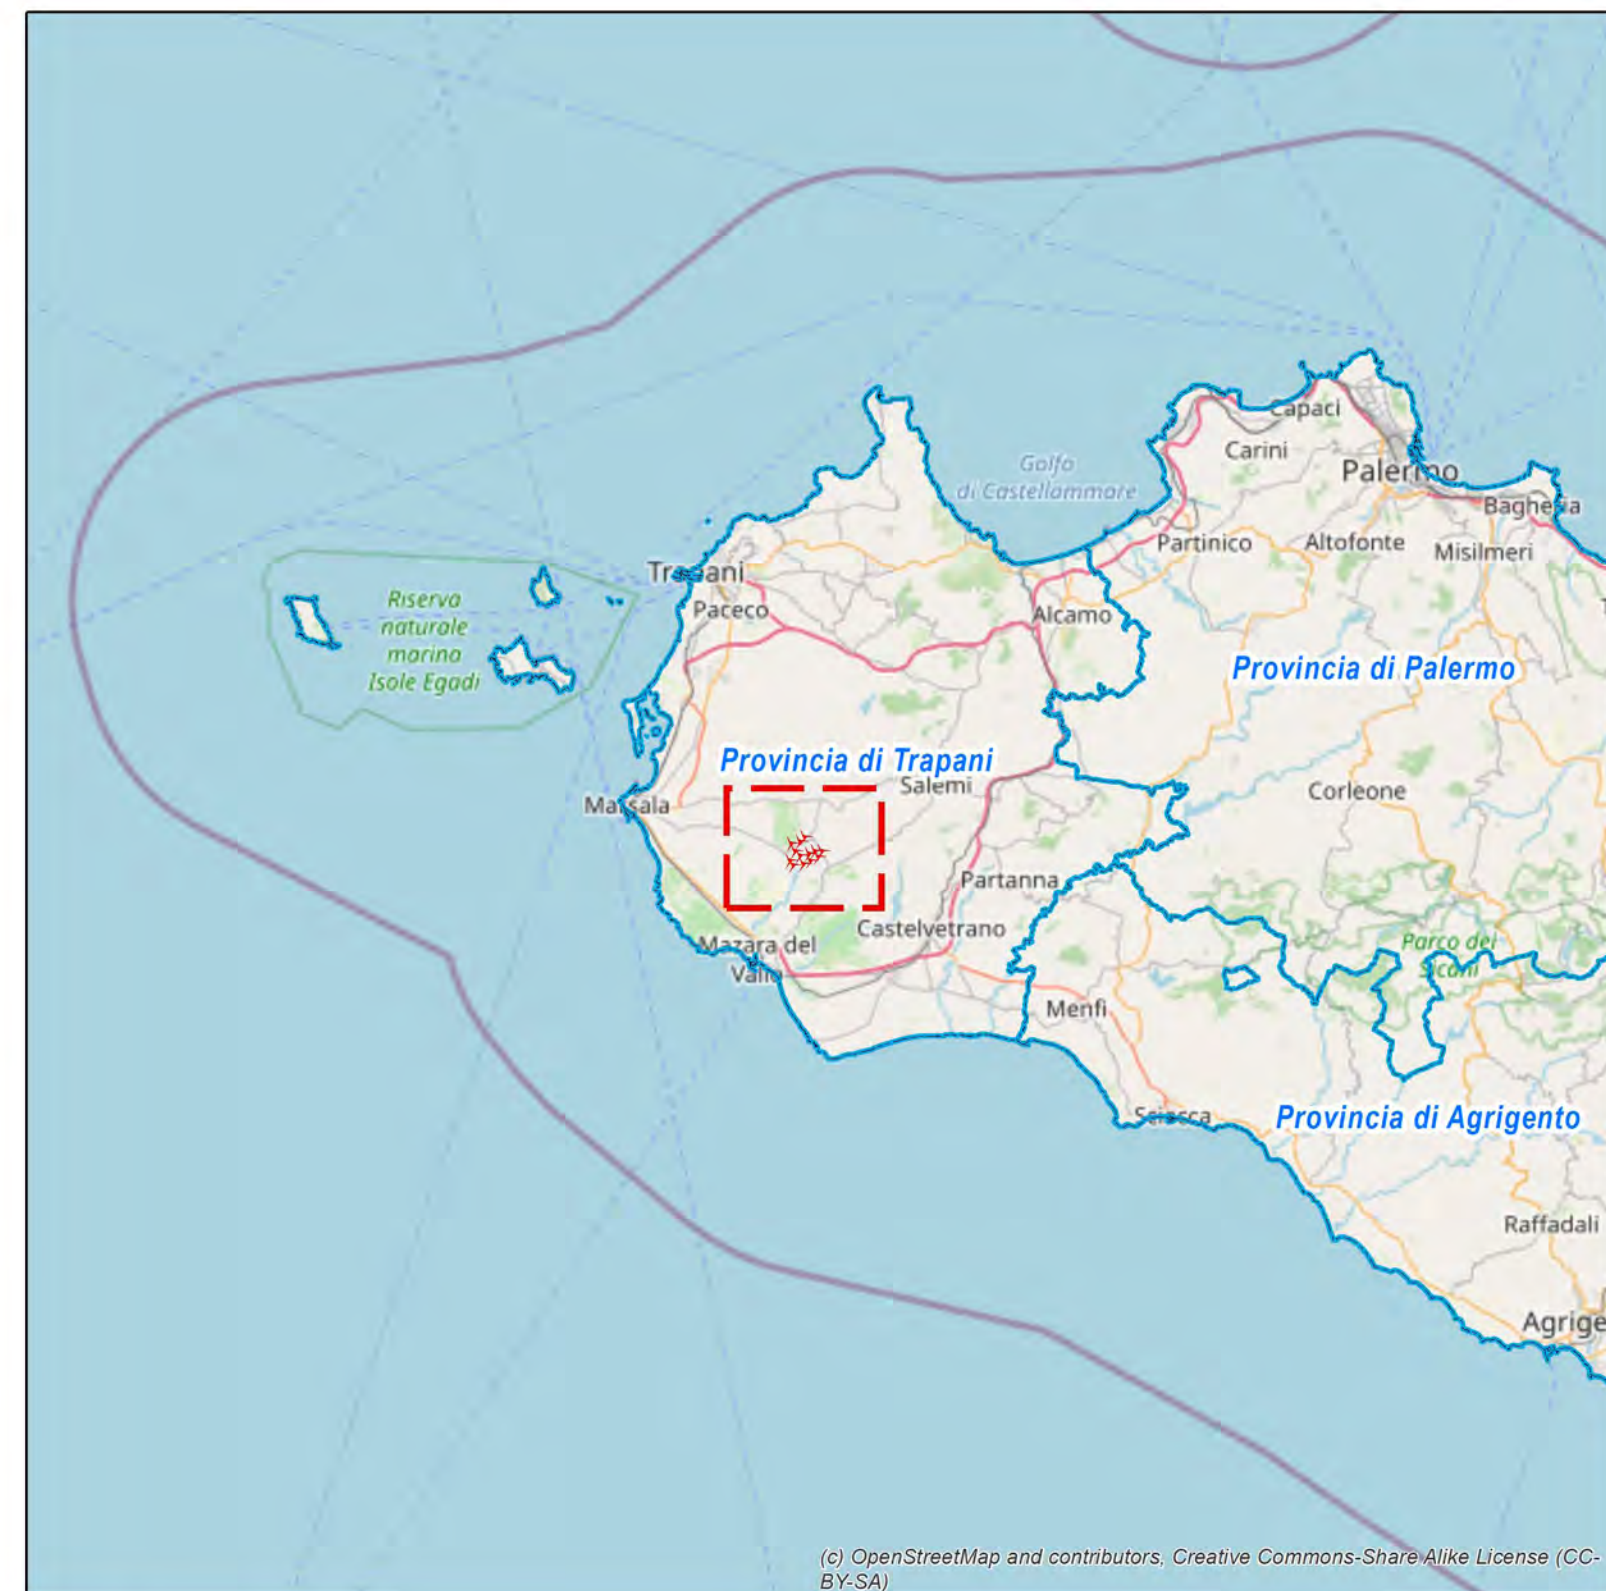 Capaci
Carini
Palermo
Golfo
di Castellammare
Bagheria
Partinico
Altofonte
Misilmeri
Trapani
Paceco
Riserva
naturale
marina
Isole Egadi
Alcamo
Provincia di Palermo
Provincia di Trapani
Salemi
Corleone
Marsala
Partanna
Castelvetrano
Mazara del
Vallo
Parco dei
Sicani
Menfi
Sciacca
Provincia di Agrigento
Raffadali
Agrige
(c) OpenStreetMap and contributors, Creative Commons-Share Alike License (CC-
BY-SA)